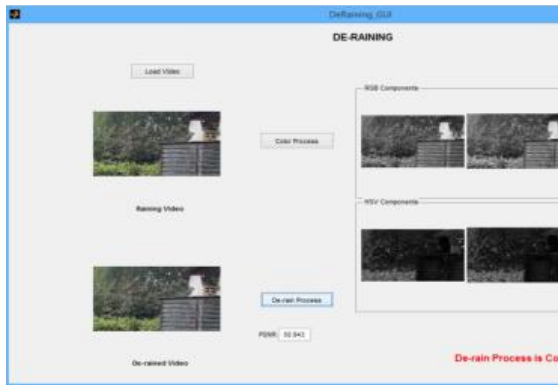 DeRaining_GUI
DE-RAINING
Load Video
RGB Components
Color Process
Raining Video
HSV Components
De-rain Process
PSNR:
De-rained Video
De-rain Process is Co